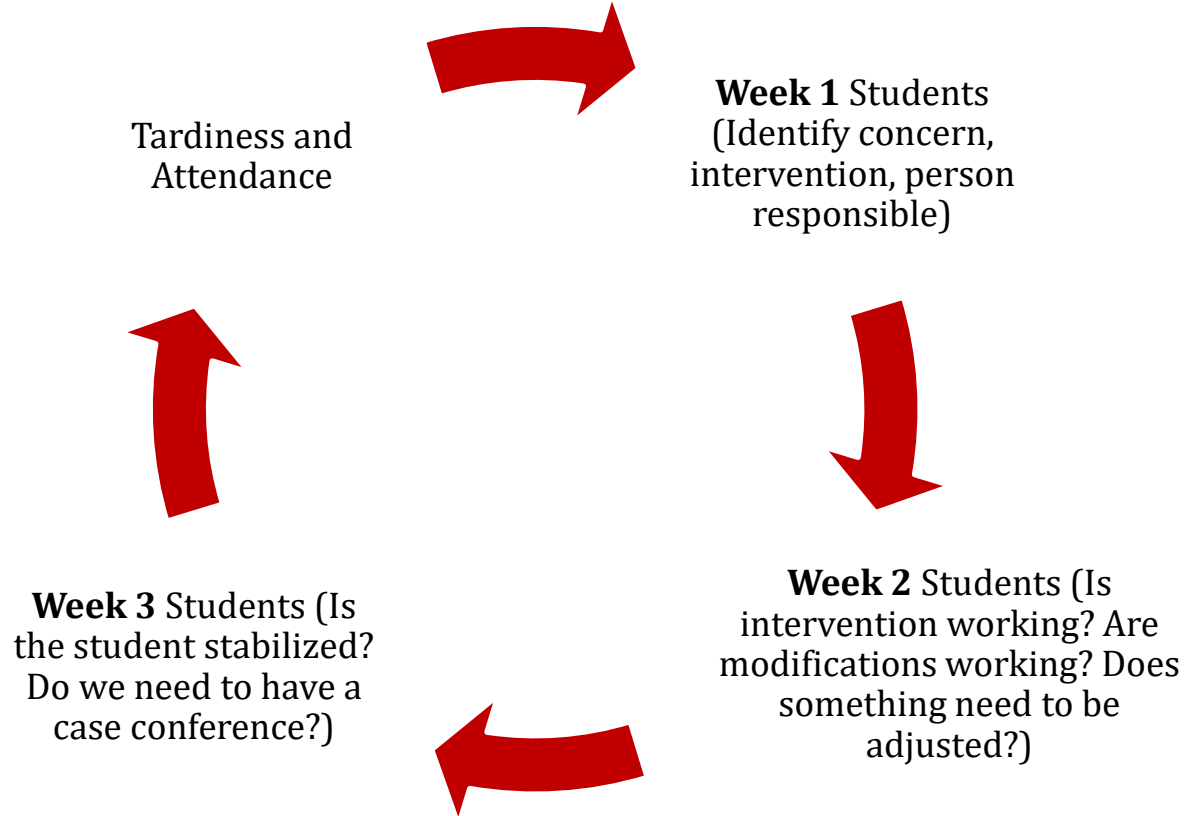 Tardiness and
Attendance
Week 1 Students
(Identify concern,
intervention, person
responsible)
Week 2 Students (Is
intervention working? Are
modifications working? Does
something need to be
adjusted?)
Week 3 Students (Is
the student stabilized?
Do we need to have a
case conference?)